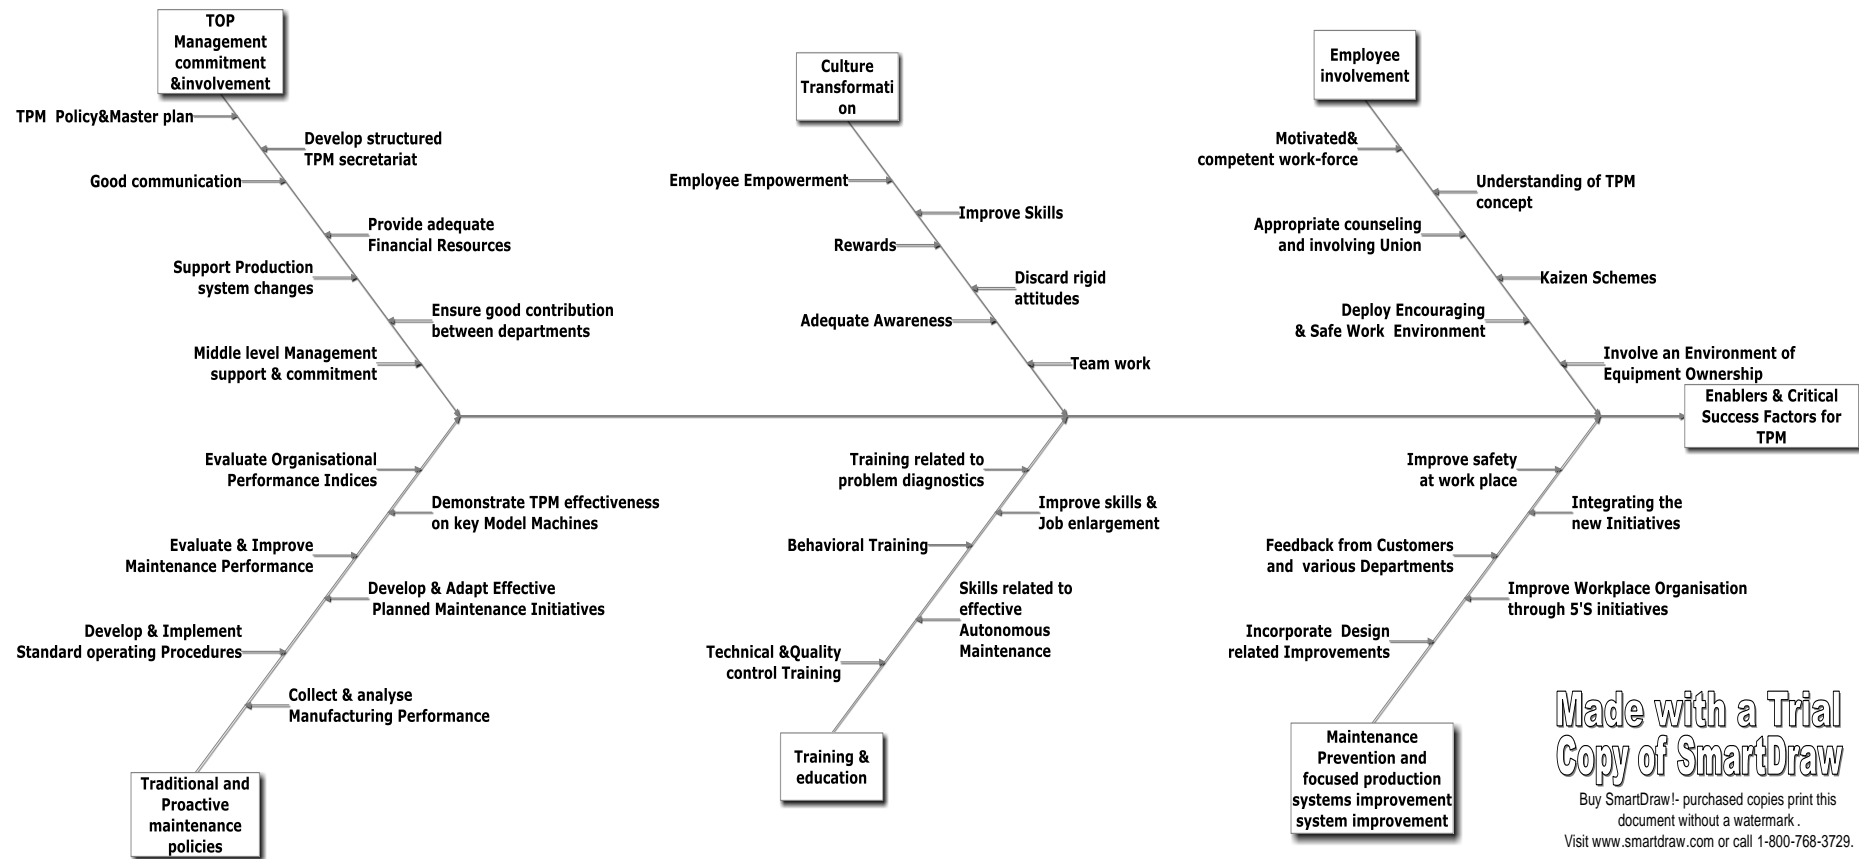 TOP
Management
commitment
&involvement
TPM  Policy&Master plan
Develop structured
TPM secretariat
Good communication
Provide adequate
Financial Resources
Support Production
system changes
Ensure good contribution
between departments
Middle level Management
support & commitment
Culture
Transformati
on
Employee Empowerment
Improve Skills
Rewards
Discard rigid
attitudes
Adequate Awareness
Team work
Employee
involvement
Motivated&
competent work-force
Understanding of TPM
concept
Appropriate counseling
and involving Union
Kaizen Schemes
Deploy Encouraging
& Safe Work  Environment
Involve an Environment of
Equipment Ownership
Enablers & Critical
Success Factors for
TPM
Evaluate Organisational
Performance Indices
Demonstrate TPM effectiveness
on key Model Machines
Evaluate & Improve
Maintenance Performance
Develop & Adapt Effective
Planned Maintenance Initiatives
Develop & Implement
Standard operating Procedures
Collect & analyse
Manufacturing Performance
Traditional and
Proactive
maintenance
policies
Training related to
problem diagnostics
Improve skills &
Job enlargement
Behavioral Training
Skills related to
effective
Autonomous
Maintenance
Technical &Quality
control Training
Training &
education
Improve safety
at work place
Integrating the
new Initiatives
Feedback from Customers
and  various Departments
Improve Workplace Organisation
through 5'S initiatives
Incorporate  Design
related Improvements
Maintenance
Prevention and
focused production
systems improvement
system improvement
Made with a Trial
Copy of SmartDraw
Buy SmartDraw!- purchased copies print this
document without a watermark .
Visit www.smartdraw.com or call 1-800-768-3729.